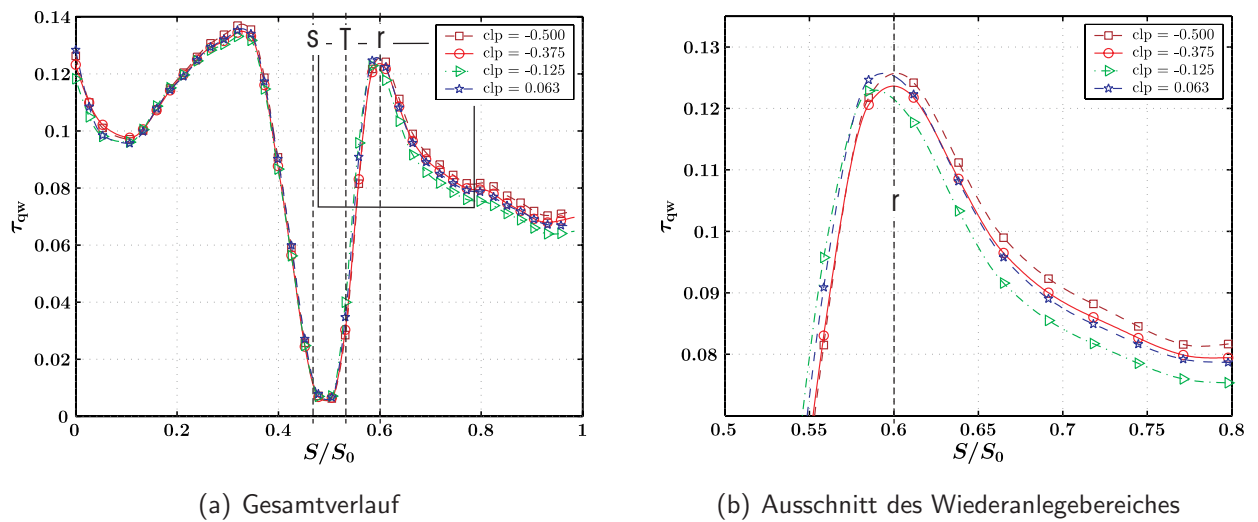 0.14
0.12
0.1
0.08
0.06
0.04
0.02
0
τqw
S T r
clp = -0.500
clp = -0.375
clp = -0.125
clp = 0.063
0 0.2 0.4 0.6 0.8 1
S/S0
(a) Gesamtverlauf
0.13
0.12
0.11
0.1
0.09
0.08
τqw
r
clp = -0.500
clp = -0.375
clp = -0.125
clp = 0.063
0.5 0.55 0.6 0.65 0.7 0.75 0.8
S/S0
(b) Ausschnitt des Wiederanlegebereiches